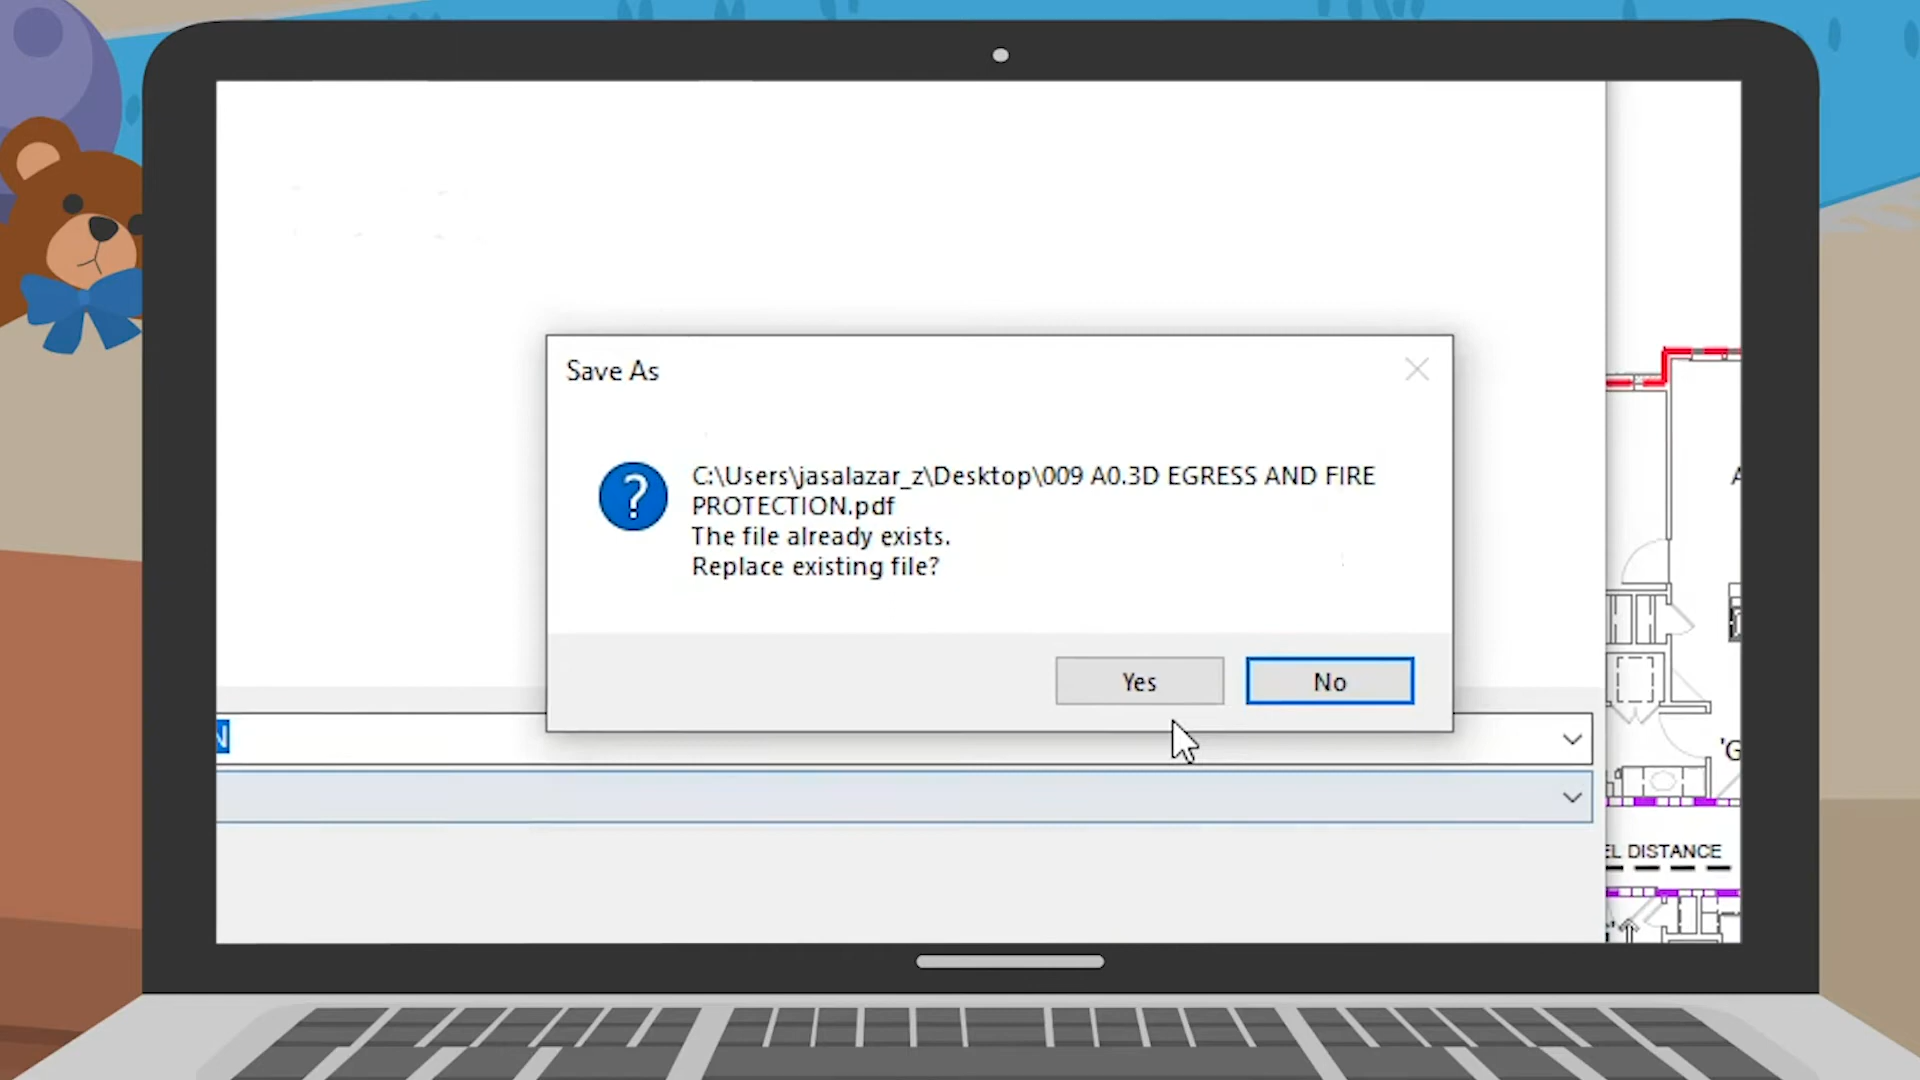 Save As
C:\Users\jasalazar_z\Desktop\009 A0.3D EGRESS AND FIRE
PROTECTION.pdf
The file already exists.
Replace existing file?
Yes
No
N
A
'G
EL DISTANCE